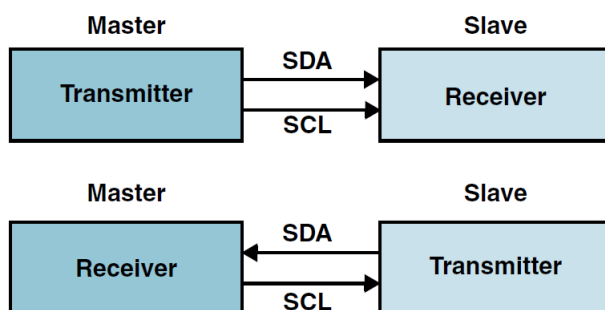 Master
Slave
Transmitter
SDA
SCL
Receiver
Master
Slave
Receiver
SDA
SCL
Transmitter